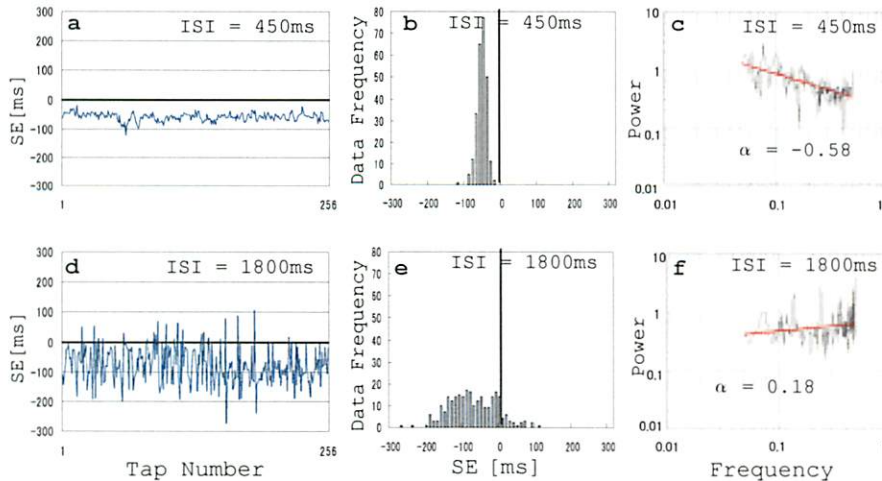 a
ISI = 450ms
SE[ms]
300
200
100
0
-100
-200
-300
1
256
b
ISI = 450ms
Data Frequency
80
70
60
50
40
30
20
10
0
-300
-200
-100
0
100
200
300
c
ISI = 450ms
Power
10
1
0.1
0.01
α = -0.58
0.01
0.1
1
d
ISI = 1800ms
SE[ms]
300
200
100
0
-100
-200
-300
1
256
Tap Number
e
ISI = 1800ms
Data Frequency
80
70
60
50
40
30
20
10
0
-300
-200
-100
0
100
200
300
SE [ms]
f
ISI = 1800ms
Power
10
1
0.1
0.01
α = 0.18
0.01
0.1
1
Frequency